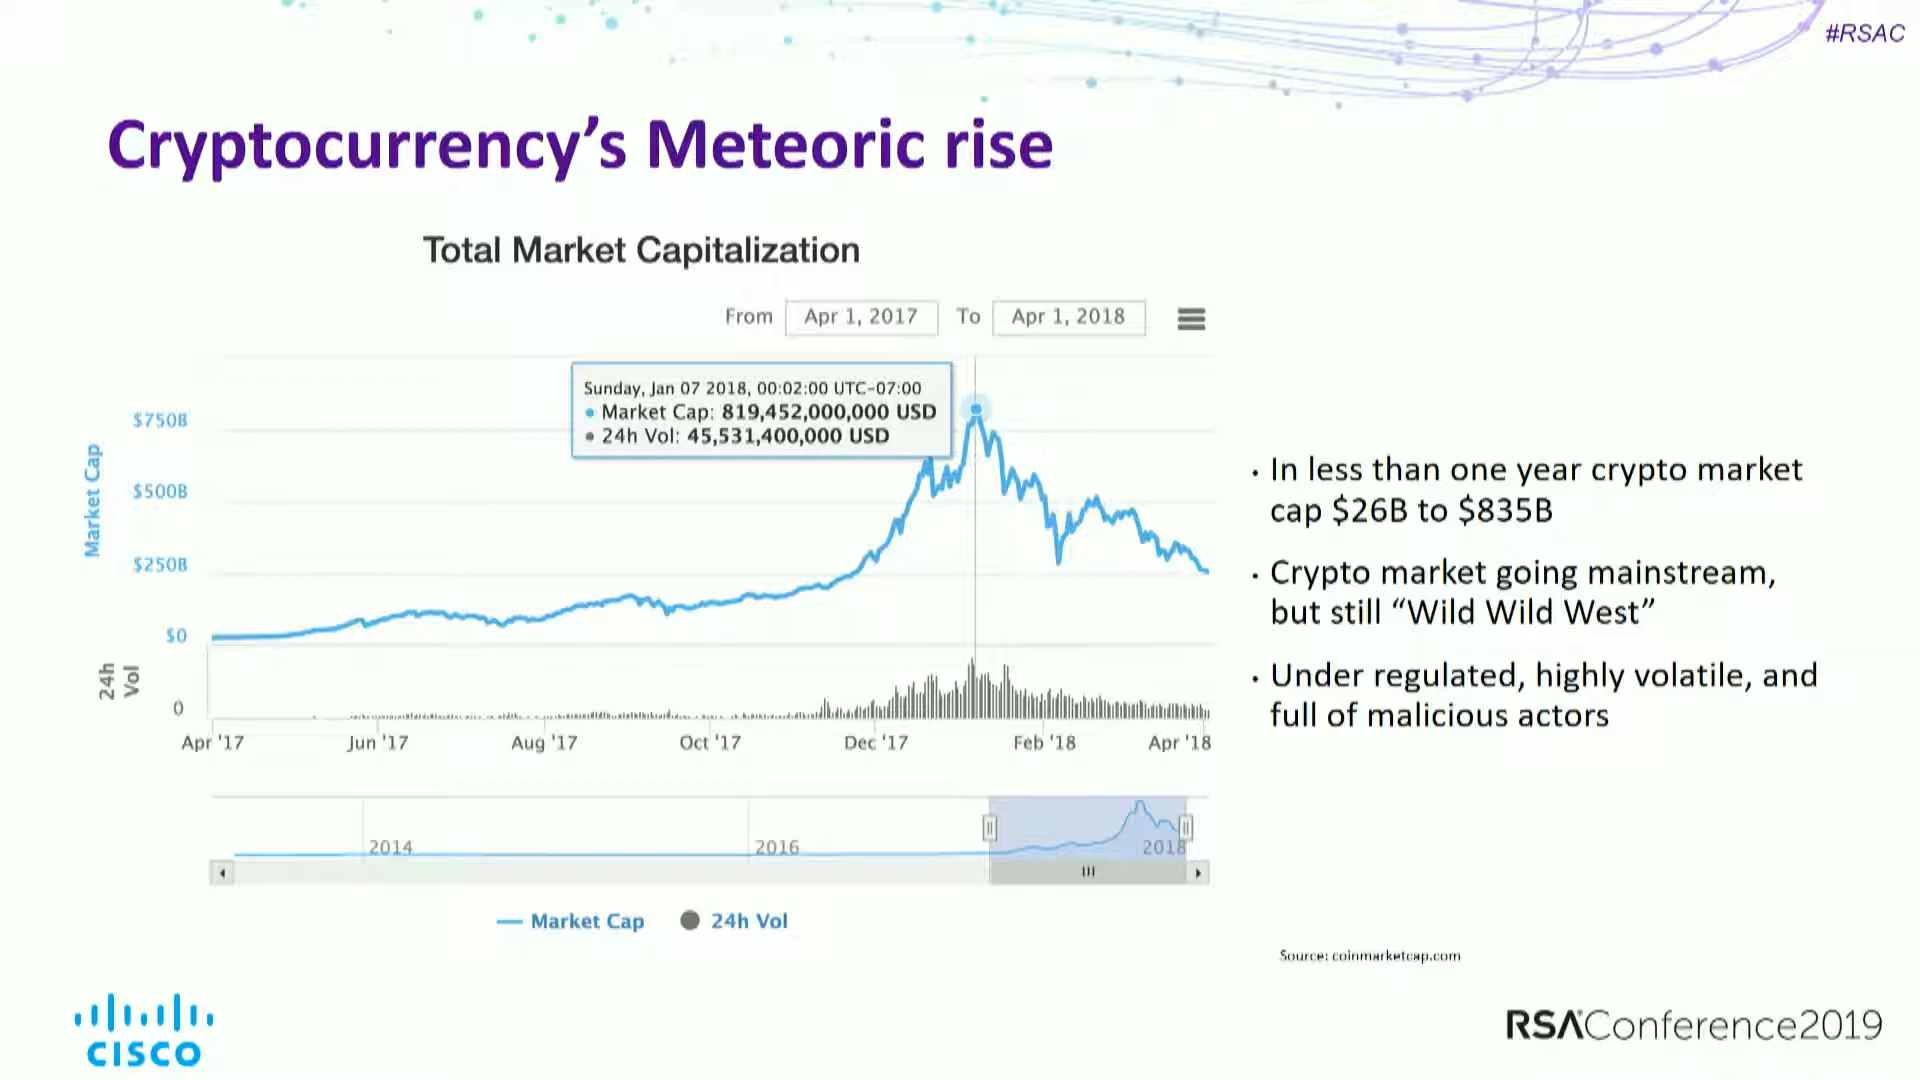 #RSAC
Cryptocurrency’s Meteoric rise
Total Market Capitalization
From Apr 1, 2017 To Apr 1, 2018
Sunday, Jan 07 2018, 00:02:00 UTC-07:00
• Market Cap: 819,452,000,000 USD
• 24h Vol: 45,531,400,000 USD
$750B
$500B
$250B
$0
Market Cap
24h
Vol
0
Apr '17 Jun '17 Aug '17 Oct '17 Dec '17 Feb '18 Apr '18
2014 2016 2018
Market Cap 24h Vol
• In less than one year crypto market
cap $26B to $835B
• Crypto market going mainstream,
but still “Wild Wild West”
• Under regulated, highly volatile, and
full of malicious actors
Source: coinmarketcap.com
CISCO
RSAConference2019